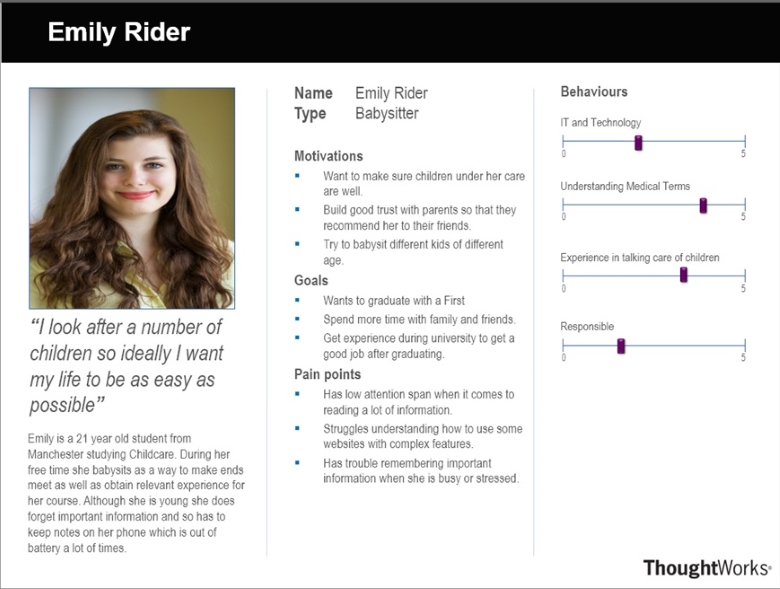 Emily Rider
“I look after a number of
children so ideally I want
my life to be as easy as
possible”
Emily is a 21 year old student from
Manchester studying Childcare. During her
free time she babysits as a way to make ends
meet as well as obtain relevant experience for
her course. Although she is young she does
forget important information and so has to
keep notes on her phone which is out of
battery a lot of times.
Name Emily Rider
Type Babysitter
Motivations
Want to make sure children under her care
are well.
Build good trust with parents so that they
recommend her to their friends.
Try to babysit different kids of different
age.
Goals
Wants to graduate with a First
Spend more time with family and friends.
Get experience during university to get a
good job after graduating.
Pain points
Has low attention span when it comes to
reading a lot of information.
Struggles understanding how to use some
websites with complex features.
Has trouble remembering important
information when she is busy or stressed.
Behaviours
IT and Technology
0 5
Understanding Medical Terms
0 5
Experience in talking care of children
0 5
Responsible
0 5
ThoughtWorks®